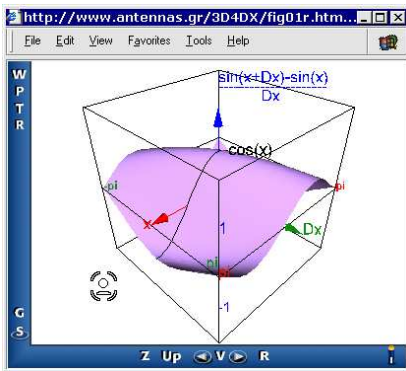 http://www.antennas.gr/3D4DX/fig01r.htm...
File Edit View Favorites Tools Help
W
P
T
R
sin(x+Dx)-sin(x)
Dx
cos(x)
-pi
pi
x
1
Dx
pi
pi
-1
G
S
Z Up V R
i